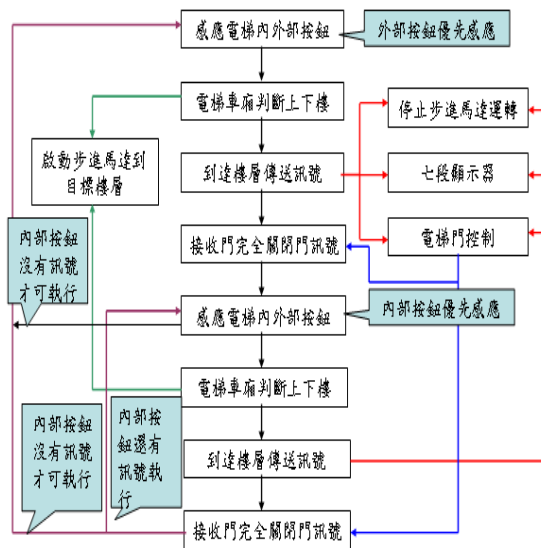 感應電梯內外部按鈕
外部按鈕優先感應
電梯車廂判斷上下樓
停止步進馬達運轉
啟動步進馬達到
目標樓層
到達樓層傳送訊號
七段顯示器
接收門完全關閉門訊號
電梯門控制
內部按鈕
沒有訊號
才可執行
感應電梯內外部按鈕
內部按鈕優先感應
電梯車廂判斷上下樓
內部按鈕
沒有訊號
才可執行
內部按
鈕還有
訊號執
行
到達樓層傳送訊號
接收門完全關閉門訊號